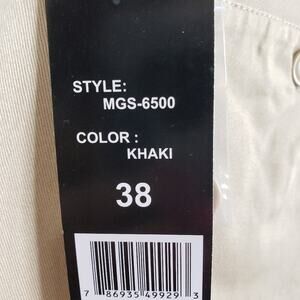 STYLE:
MGS-6500
COLOR :
KHAKI
38
7 86935 49929 3